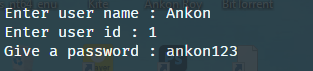 Enter user name : Ankon
Enter user id : 1
Give a password : ankon123